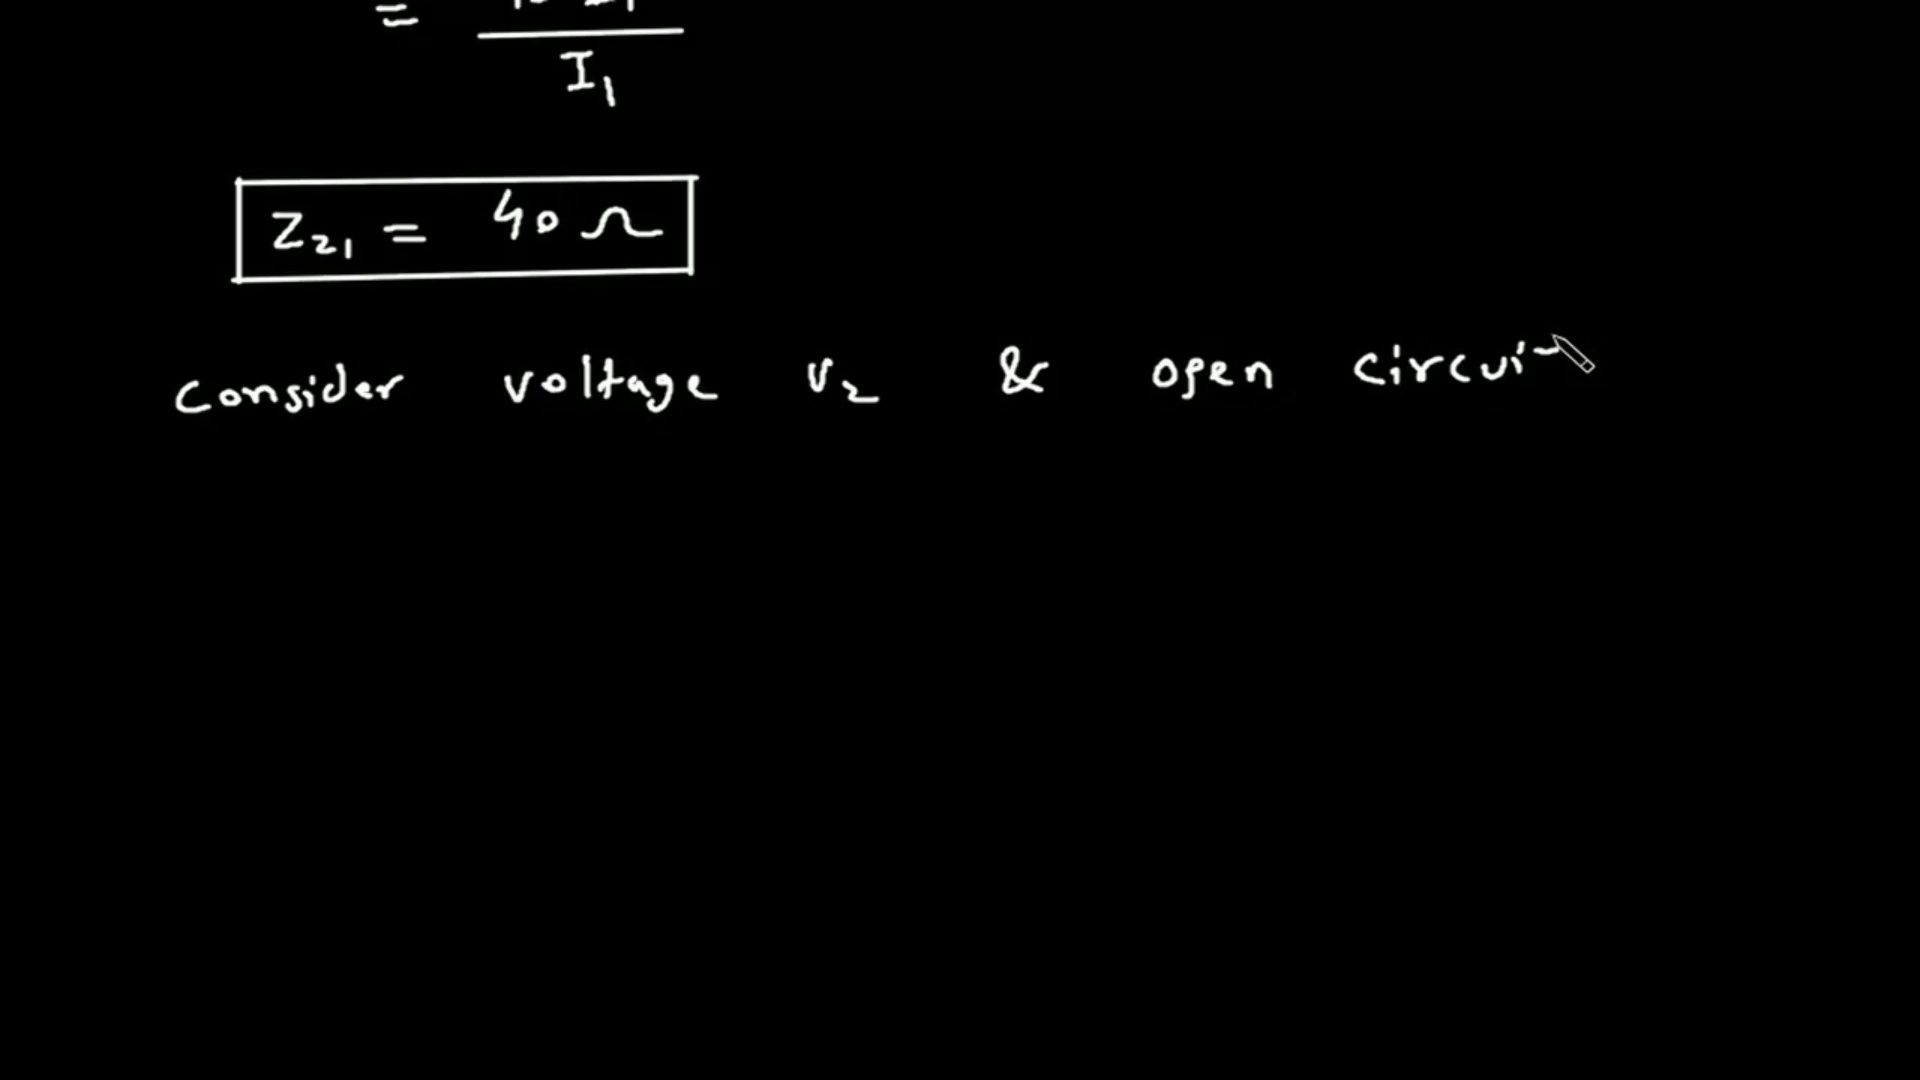 =
I₁
Z₂₁ = 40 Ω
consider voltage v₂ & open circuit